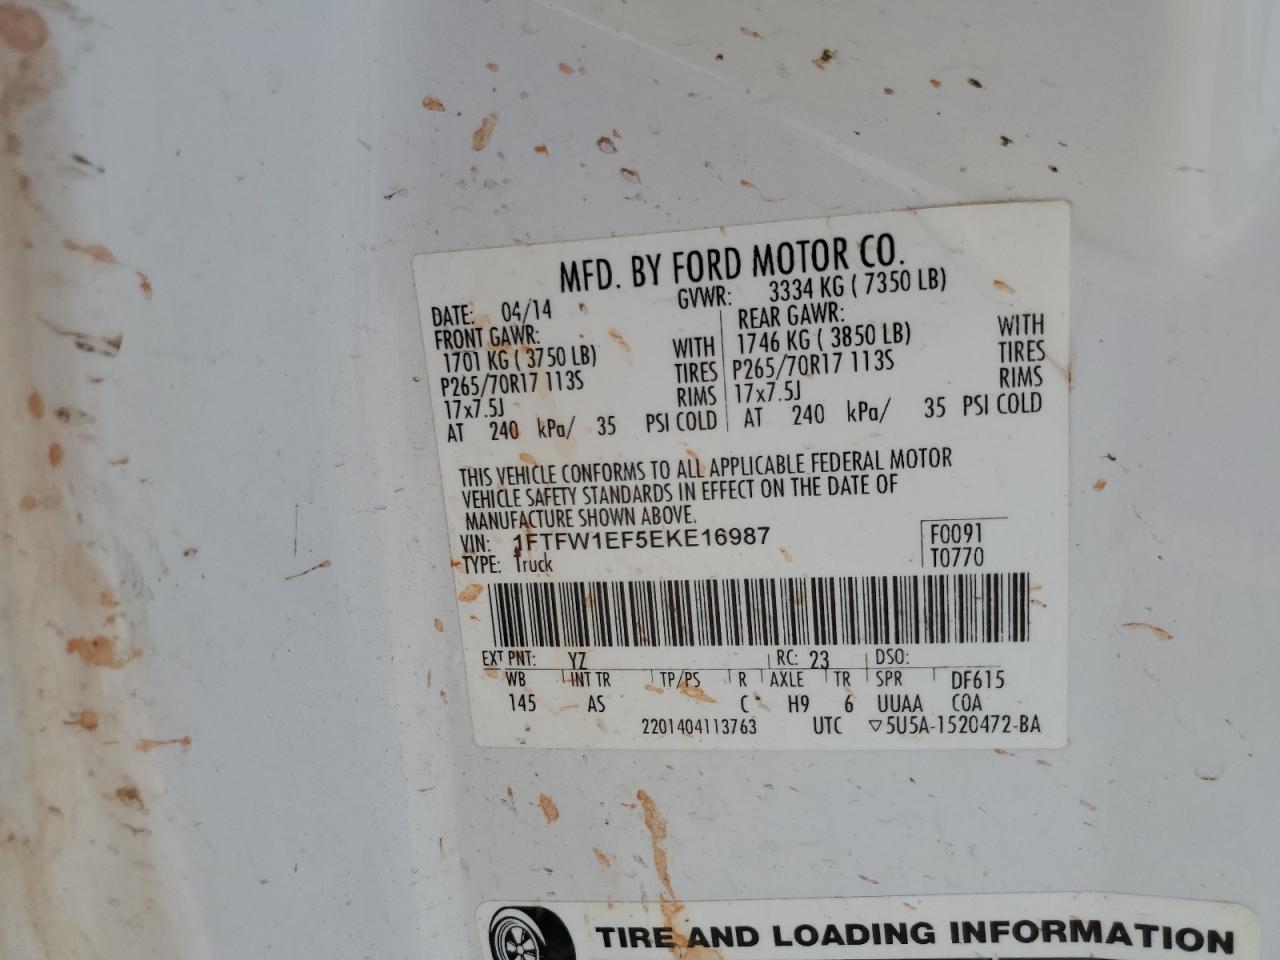 MFD. BY FORD MOTOR CO.
DATE: 04/14 GVWR: 3334 KG ( 7350 LB)
FRONT GAWR: REAR GAWR:
1701 KG ( 3750 LB) WITH 1746 KG ( 3850 LB) WITH
P265/70R17 113S TIRES P265/70R17 113S TIRES
17x7.5J RIMS 17x7.5J RIMS
AT 240 kPa/ 35 PSI COLD AT 240 kPa/ 35 PSI COLD
THIS VEHICLE CONFORMS TO ALL APPLICABLE FEDERAL MOTOR
VEHICLE SAFETY STANDARDS IN EFFECT ON THE DATE OF
MANUFACTURE SHOWN ABOVE.
VIN: 1FTFW1EF5EKE16987 F0091
TYPE: Truck T0770
EXT PNT: YZ RC: 23 DSO:
WB INT TR TP/PS R AXLE TR SPR DF615
145 AS C H9 6 UUAA COA
2201404113763 UTC ▽5U5A-1520472-BA
TIRE AND LOADING INFORMATION